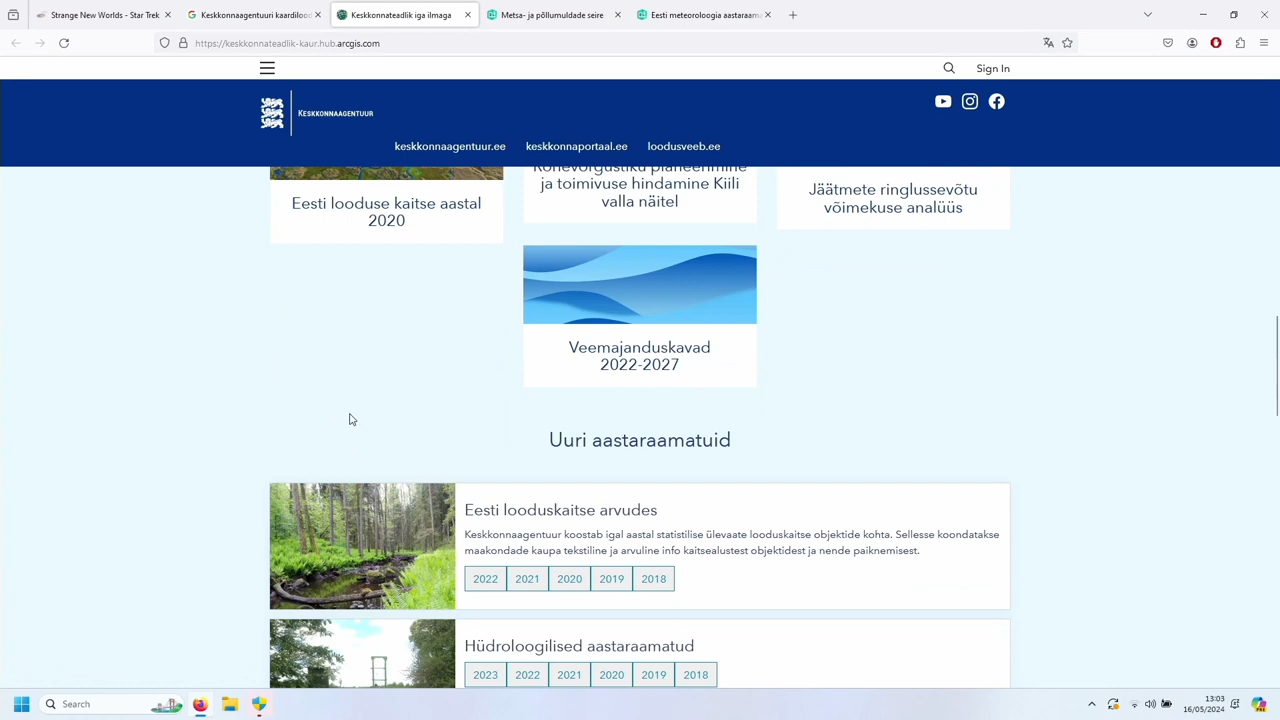 Strange New Worlds - Star Trek
Keskkonnaagentuuri kaardilood
Keskkonnateadlik iga ilmaga
Metsa- ja põllumuldade seire
Eesti meteoroloogia aastaraam
https://keskkonnateadlik-kaur.hub.arcgis.com
Sign In
KESKKONNAAGENTUUR
keskkonnaagentuur.ee
keskkonnaportaal.ee
loodusveeb.ee
Eesti looduse kaitse aastal
2020
Rohevõrgustiku planeerimine
ja toimivuse hindamine Kiili
valla näitel
Jäätmete ringlussevõtu
võimekuse analüüs
Veemajanduskavad
2022-2027
Uuri aastaraamatuid
Eesti looduskaitse arvudes
Keskkonnaagentuur koostab igal aastal statistilise ülevaate looduskaitse objektide kohta. Sellesse koondatakse
maakondade kaupa tekstiline ja arvuline info kaitsealustest objektidest ja nende paiknemisest.
2022 2021 2020 2019 2018
Hüdroloogilised aastaraamatud
2023 2022 2021 2020 2019 2018
Search
13:03
16/05/2024